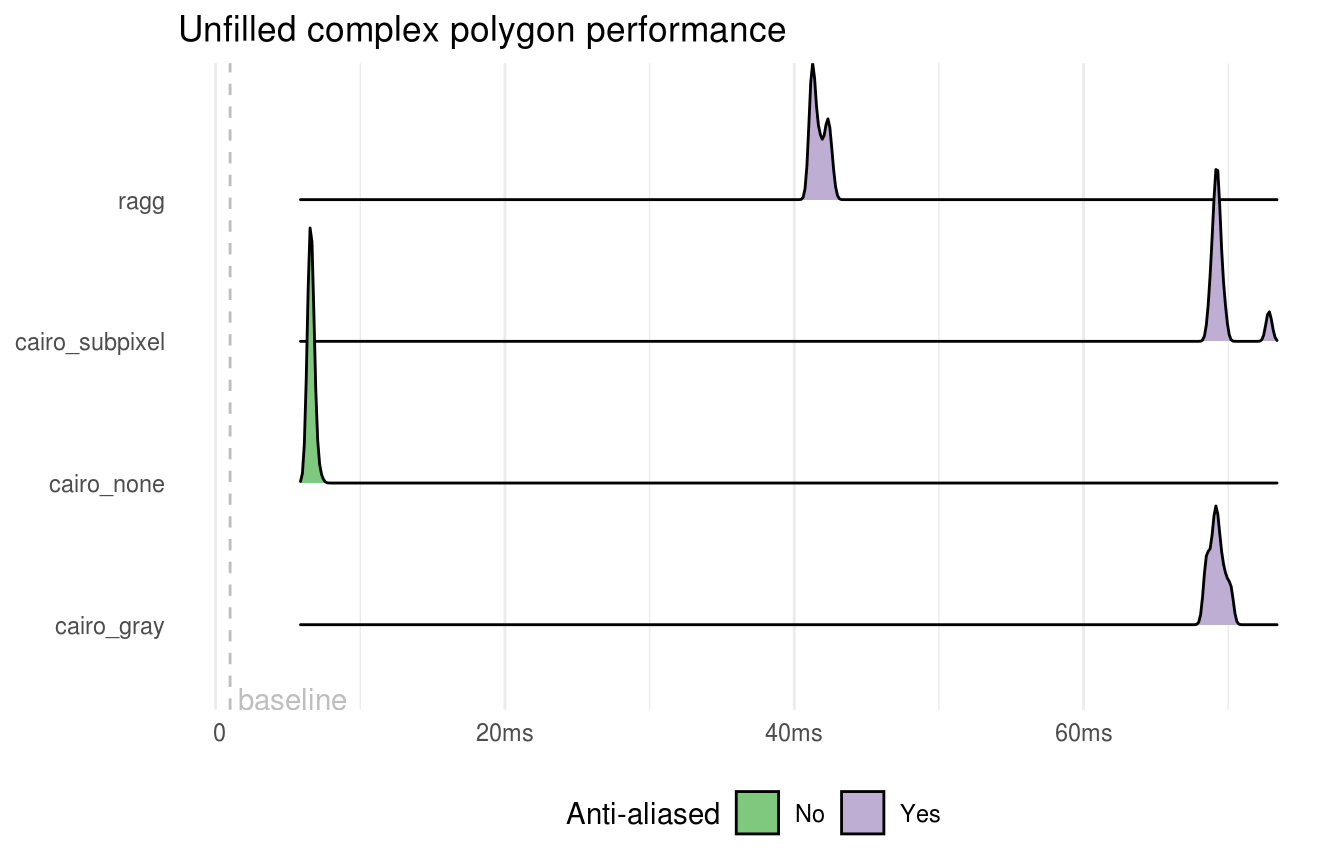 Unfilled complex polygon performance
ragg
cairo_subpixel
cairo_none
cairo_gray
baseline
0 20ms 40ms 60ms
Anti-aliased No Yes